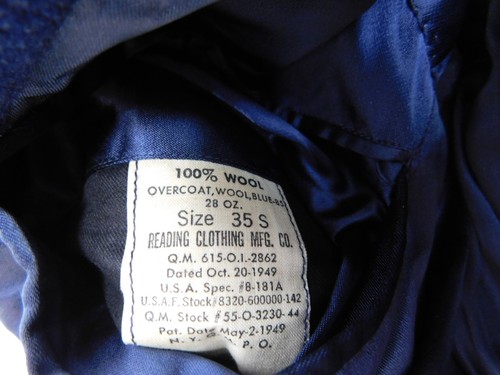 100% WOOL
OVERCOAT, WOOL, BLUE-85
28 OZ.
Size 35 S
READING CLOTHING MFG. CO.
Q.M. 615-O.I.-2862
Dated Oct. 20-1949
U.S.A. Spec. #8-181A
U.S.A.F. Stock#8320-600000-142
Q.M. Stock #55-O-3230-44
Pat. Date May-2-1949
N. Y. Q. M. P. O.